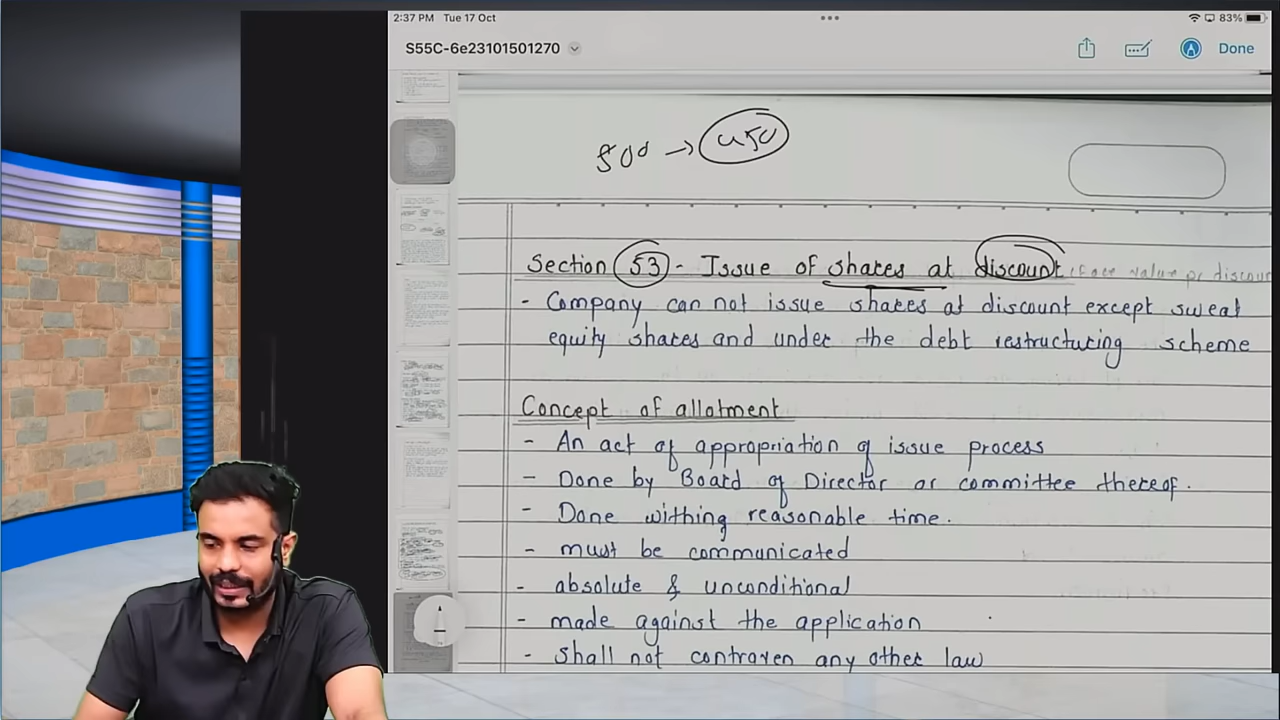 2:37 PM Tue 17 Oct
83%
S55C-6e23101501270
Done
500 → 450
Section 53 - Issue of shares at discount
- Company can not issue shares at discount except sweat
equity shares and under the debt restructuring scheme
Concept of allotment
- An act of appropriation of issue process
- Done by Board of Director or committee thereof.
- Done withing reasonable time.
- must be communicated
- absolute & unconditional
- made against the application
- shall not contraven any other law